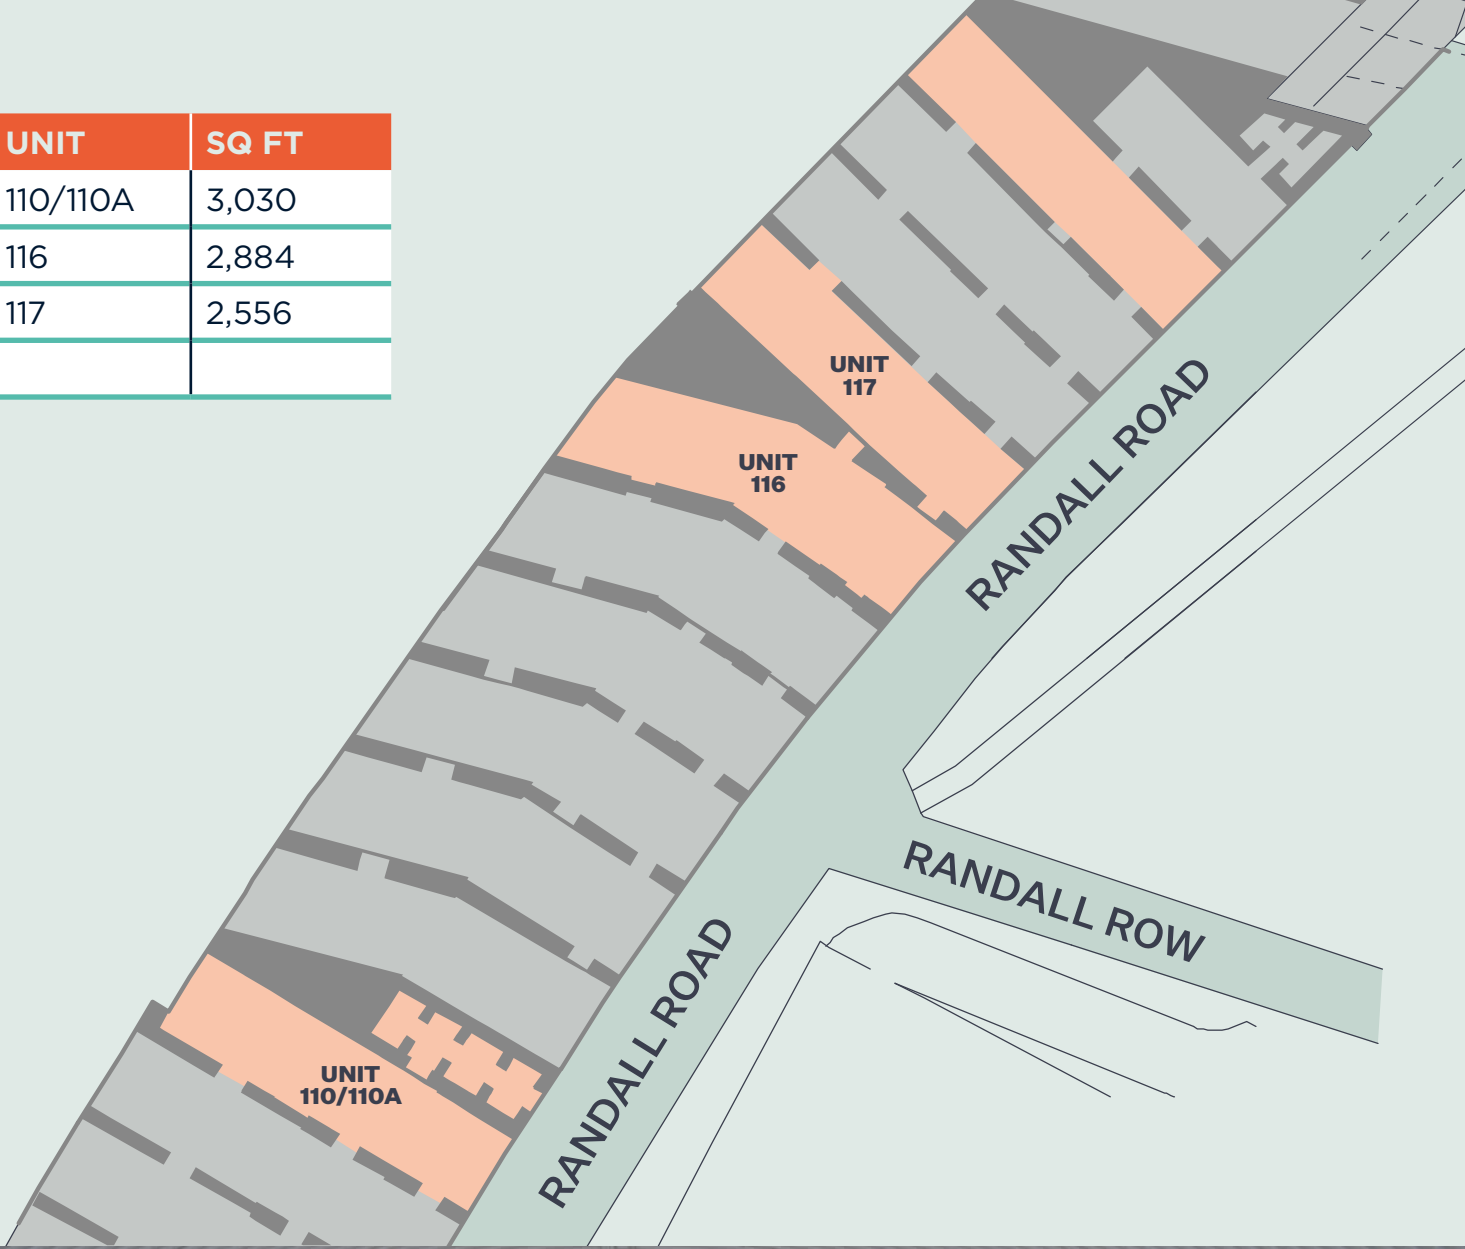 UNIT SQ FT
110/110A 3,030
116 2,884
117 2,556
UNIT
117
UNIT
116
RANDALL ROAD
RANDALL ROW
RANDALL ROAD
UNIT
110/110A